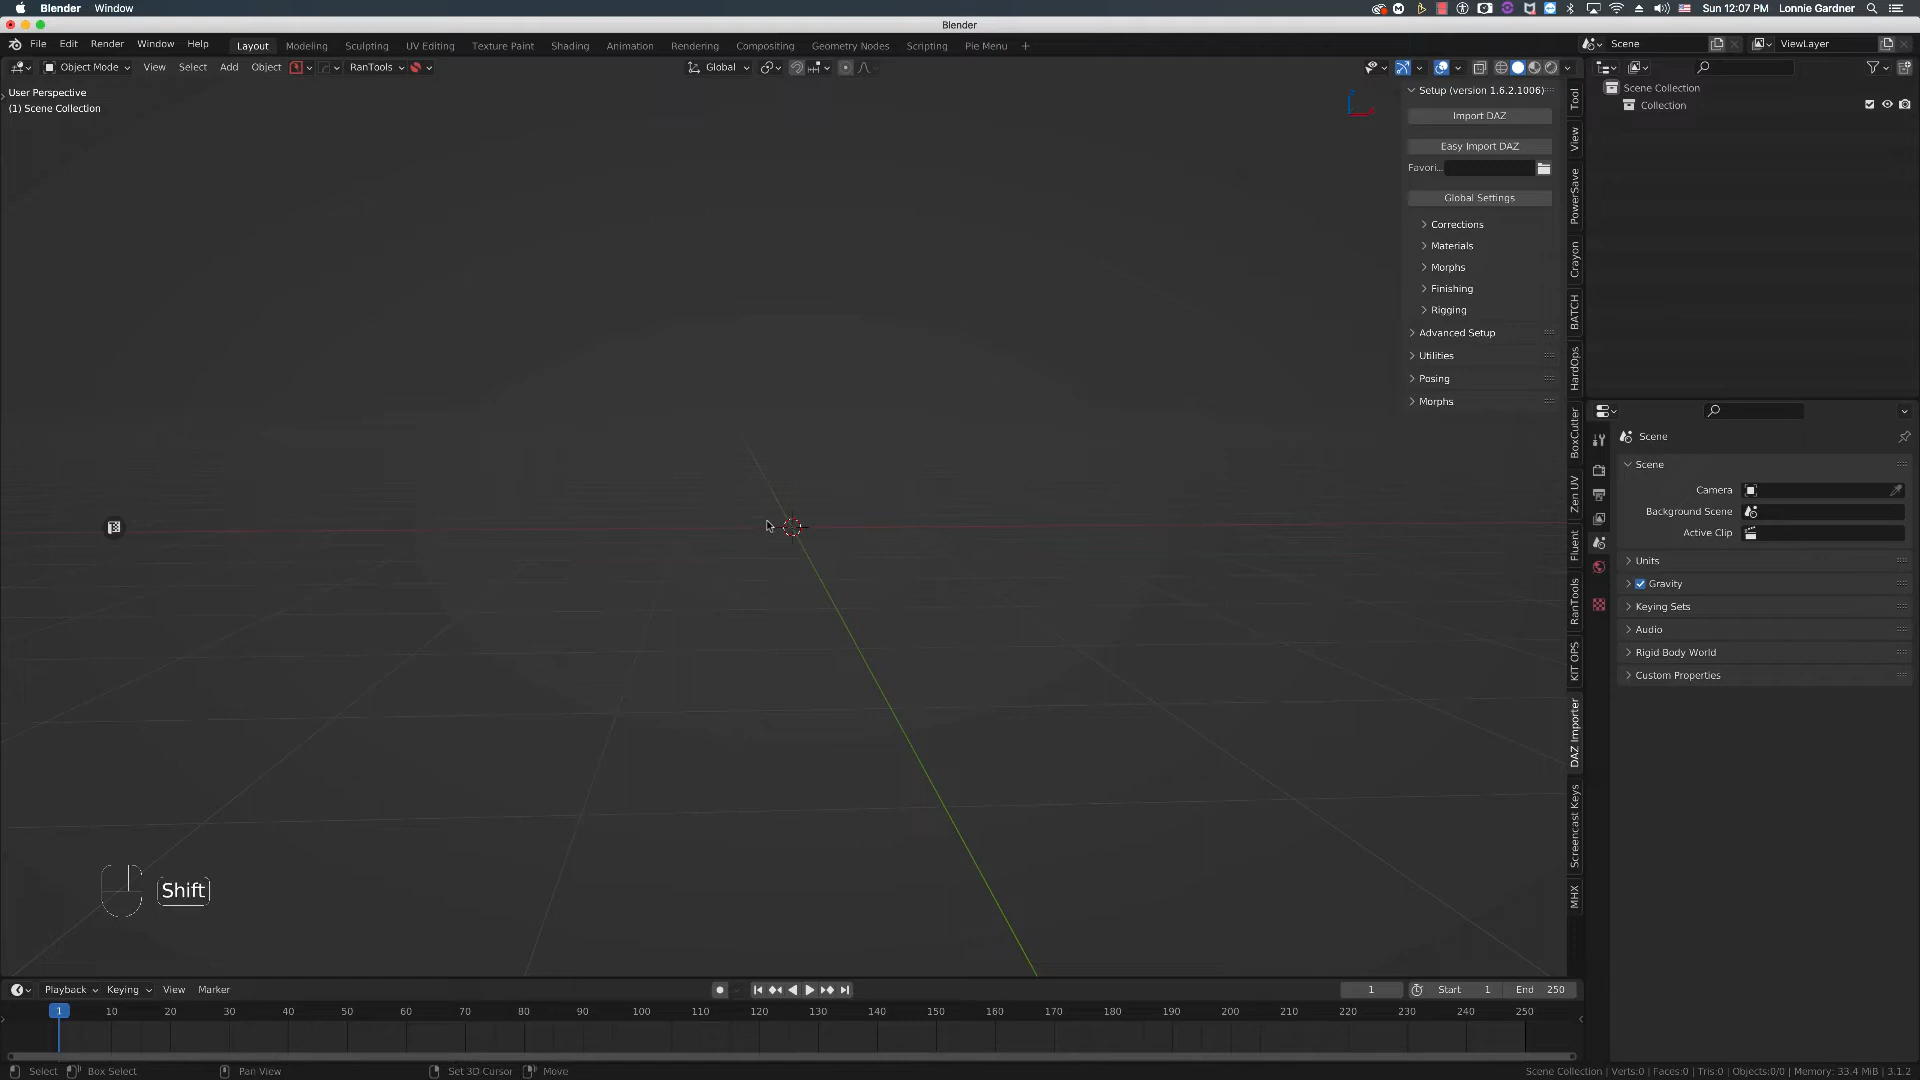 Blender Window Sun 12:07 PM Lonnie Gardner
Blender
File Edit Render Window Help Layout Modeling Sculpting UV Editing Texture Paint Shading Animation Rendering Compositing Geometry Nodes Scripting Pie Menu + Scene ViewLayer
Object Mode View Select Add Object RanTools Global
User Perspective
(1) Scene Collection
Setup (version 1.6.2.1006)
Import DAZ
Easy Import DAZ
Favori...
Global Settings
Corrections
Materials
Morphs
Finishing
Rigging
Advanced Setup
Utilities
Posing
Morphs
Tool
View
PowerSave
Crayon
BATCH
HardOps
BoxCutter
Zen UV
Fluent
RanTools
KIT OPS
DAZ Importer
Screencast Keys
MHX
Scene Collection
Collection
Scene
Scene
Camera
Background Scene
Active Clip
Units
Gravity
Keying Sets
Audio
Rigid Body World
Custom Properties
Shift
Playback Keying View Marker 1 Start 1 End 250
1 10 20 30 40 50 60 70 80 90 100 110 120 130 140 150 160 170 180 190 200 210 220 230 240 250
Select Box Select Pan View Set 3D Cursor Move Scene Collection | Verts:0 | Faces:0 | Tris:0 | Objects:0/0 | Memory: 33.4 MiB | 3.1.2